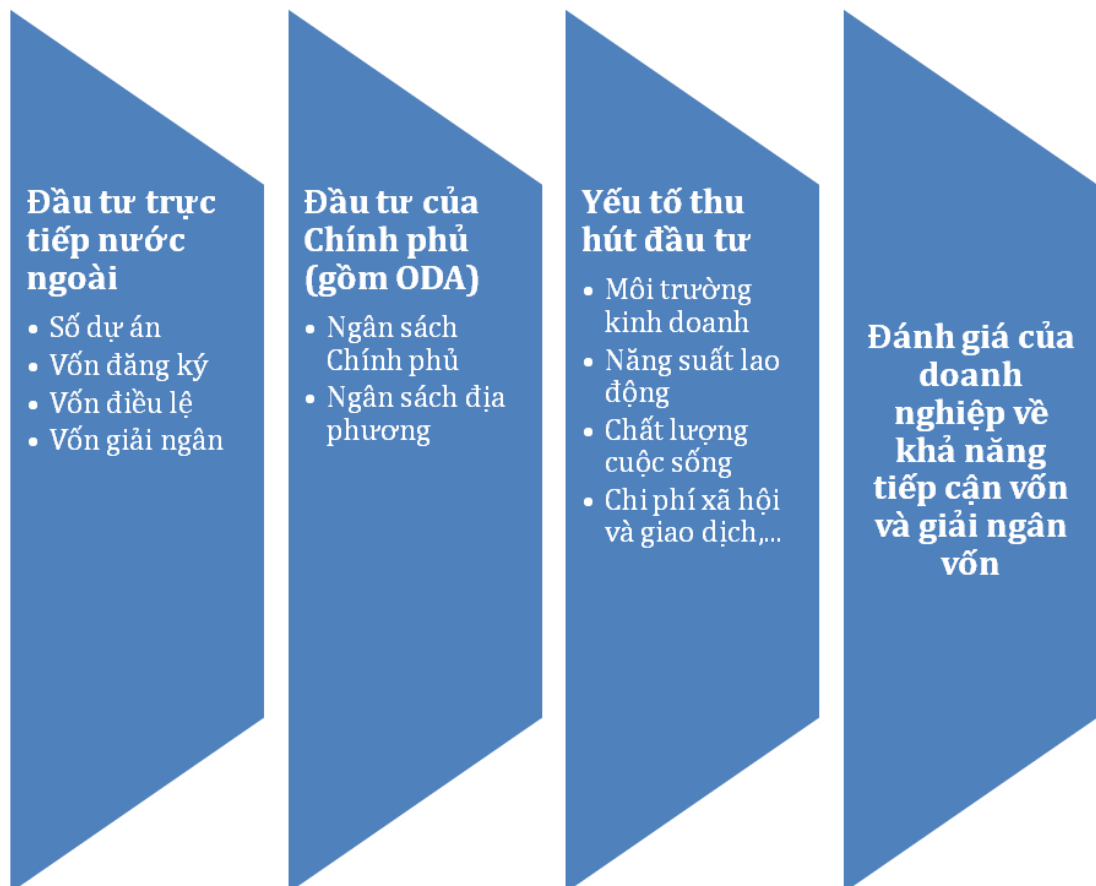 Đầu tư trực
tiếp nước
ngoài
• Số dự án
• Vốn đăng ký
• Vốn điều lệ
• Vốn giải ngân
Đầu tư của
Chính phủ
(gồm ODA)
• Ngân sách
Chính phủ
• Ngân sách địa
phương
Yếu tố thu
hút đầu tư
• Môi trường
kinh doanh
• Năng suất lao
động
• Chất lượng
cuộc sống
• Chi phí xã hội
và giao dịch,...
Đánh giá của
doanh
nghiệp về
khả năng
tiếp cận vốn
và giải ngân
vốn